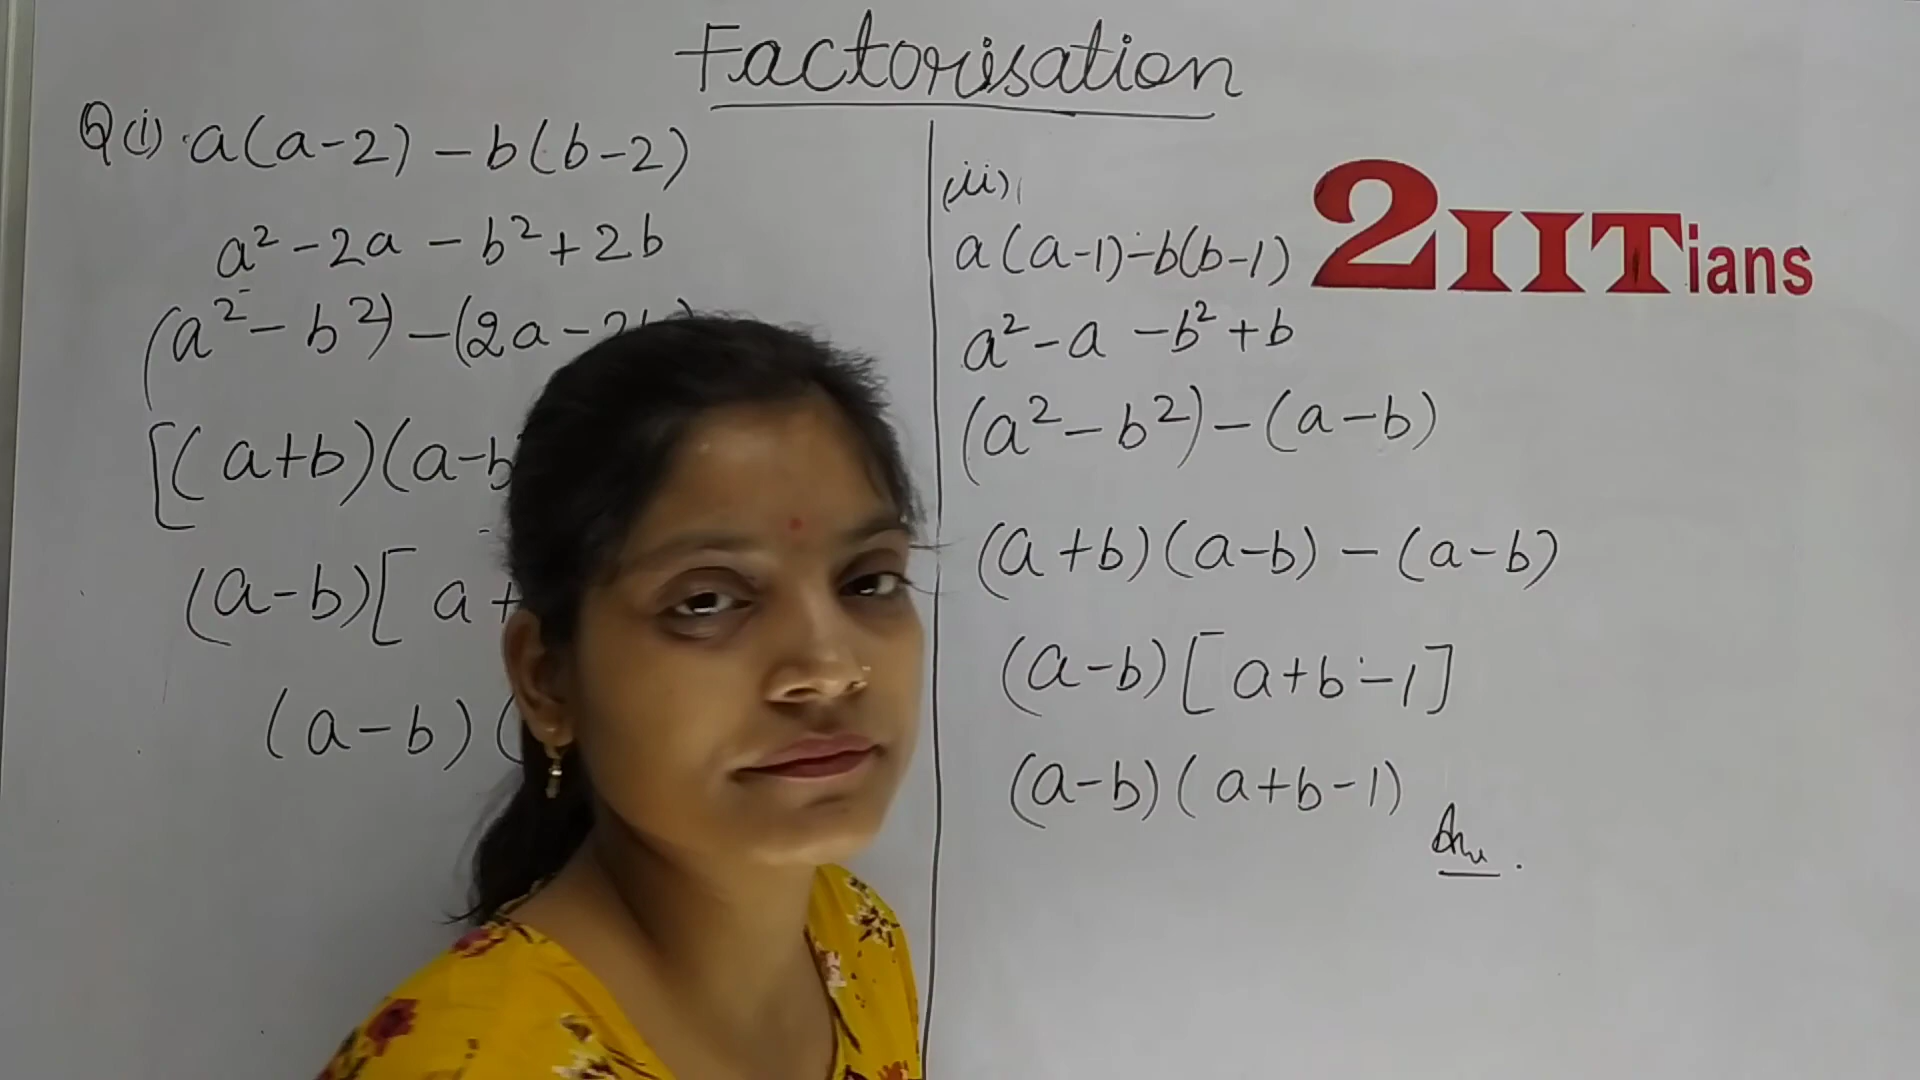 Factorisation
Q(i) a(a-2) - b(b-2)
a² - 2a - b² + 2b
(a² - b²) - (2a - 2b)
[(a+b)(a-b
(a-b)[a+
(a-b)(
(ii)
a(a-1)-b(b-1)
a² - a - b² + b
(a² - b²) - (a - b)
(a+b)(a-b) - (a-b)
(a-b)[a+b-1]
(a-b)(a+b-1)
Ans.
2IITians